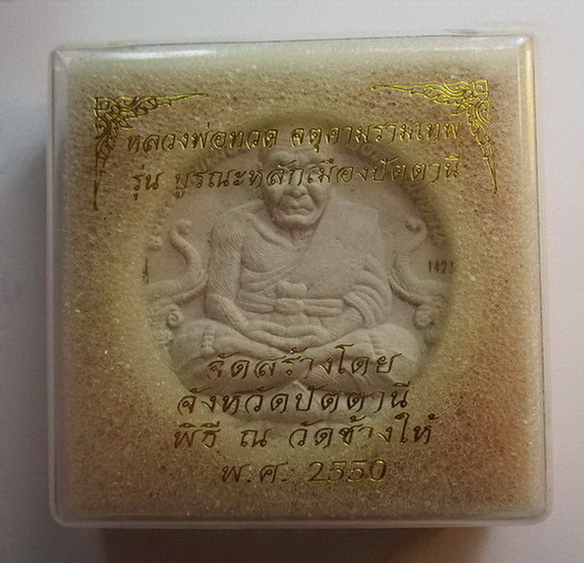 หลวงพ่อทวด จตุคามรามเทพ
รุ่น บูรณะหลักเมืองปัตตานี
จัดสร้างโดย
จังหวัดปัตตานี
พิธี ณ วัดช้างให้
พ.ศ. 2550